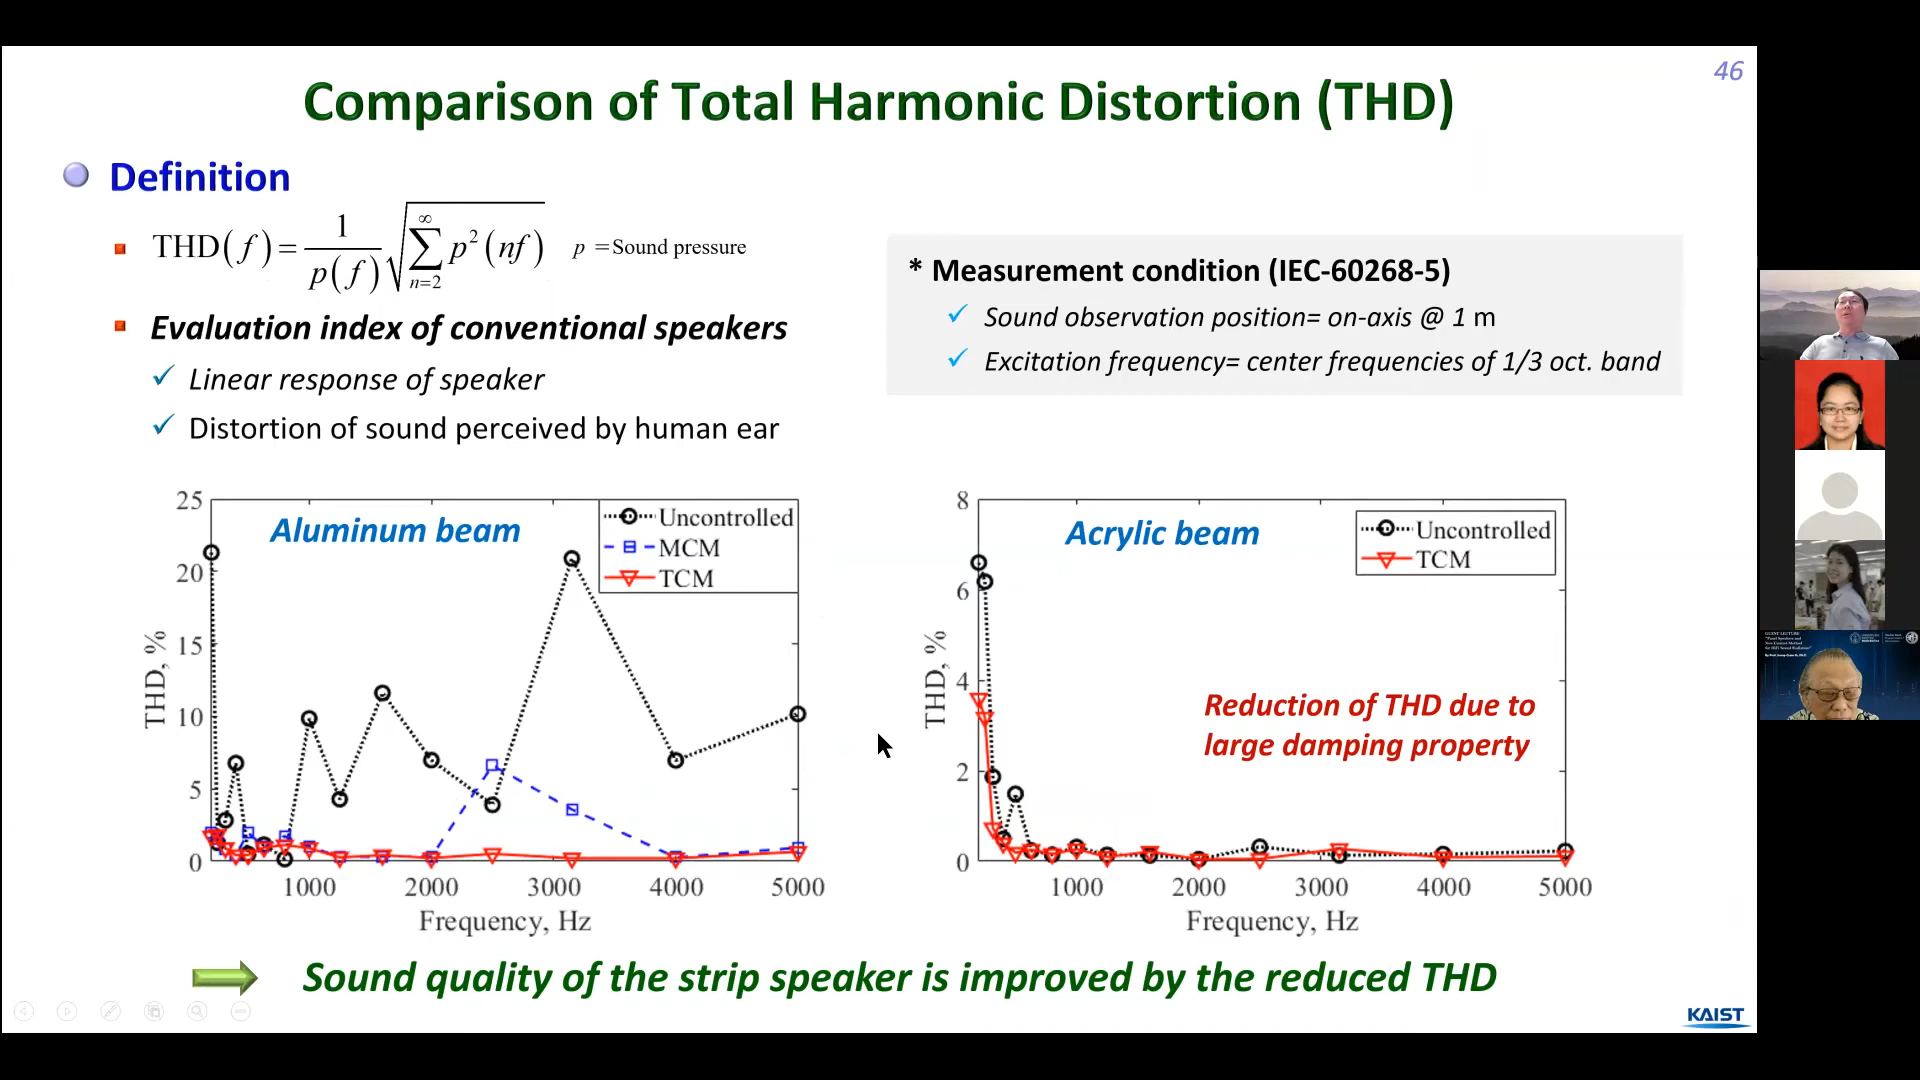 46
Comparison of Total Harmonic Distortion (THD)
Definition
THD(f) = 1/p(f) √(∑_{n=2}^{∞} p²(nf)) p =Sound pressure
Evaluation index of conventional speakers
Linear response of speaker
Distortion of sound perceived by human ear
* Measurement condition (IEC-60268-5)
Sound observation position= on-axis @ 1 m
Excitation frequency= center frequencies of 1/3 oct. band
25
20
15
10
5
0
THD, %
Aluminum beam
Uncontrolled
MCM
TCM
1000 2000 3000 4000 5000
Frequency, Hz
8
6
4
2
0
THD, %
Acrylic beam
Uncontrolled
TCM
Reduction of THD due to
large damping property
1000 2000 3000 4000 5000
Frequency, Hz
Sound quality of the strip speaker is improved by the reduced THD
KAIST
GUEST LECTURE